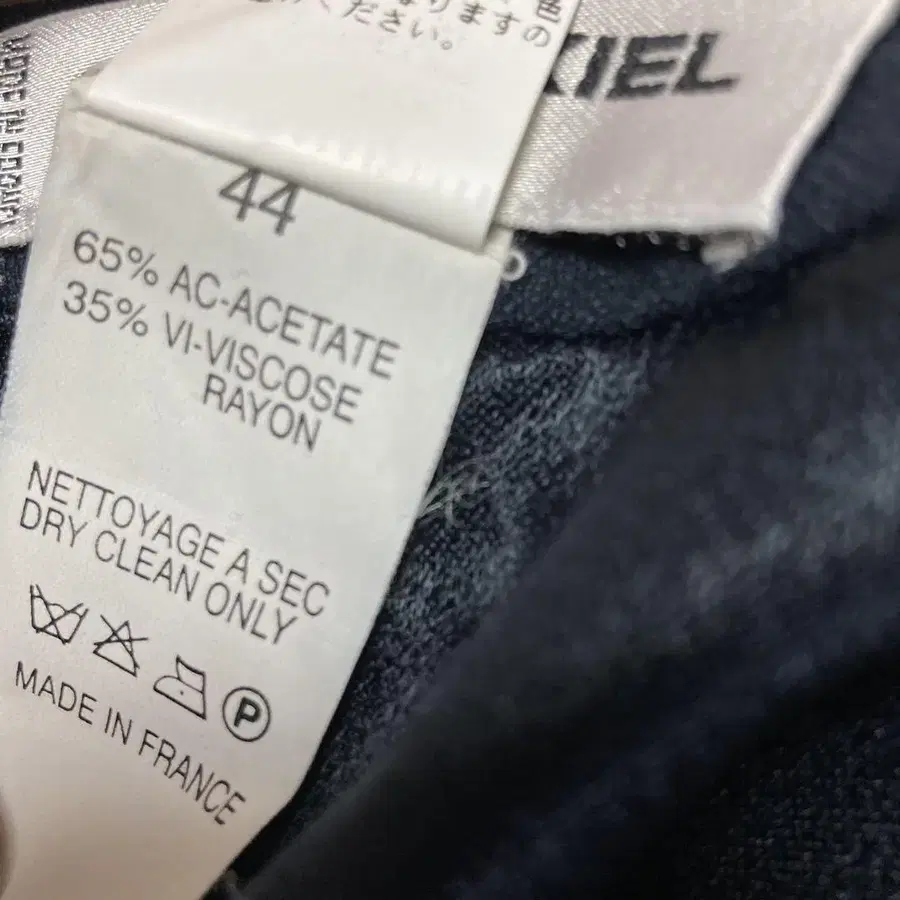 ますの
ください。
KIEL
44
65% AC-ACETATE
35% VI-VISCOSE
RAYON
NETTOYAGE A SEC
DRY CLEAN ONLY
P
MADE IN FRANCE